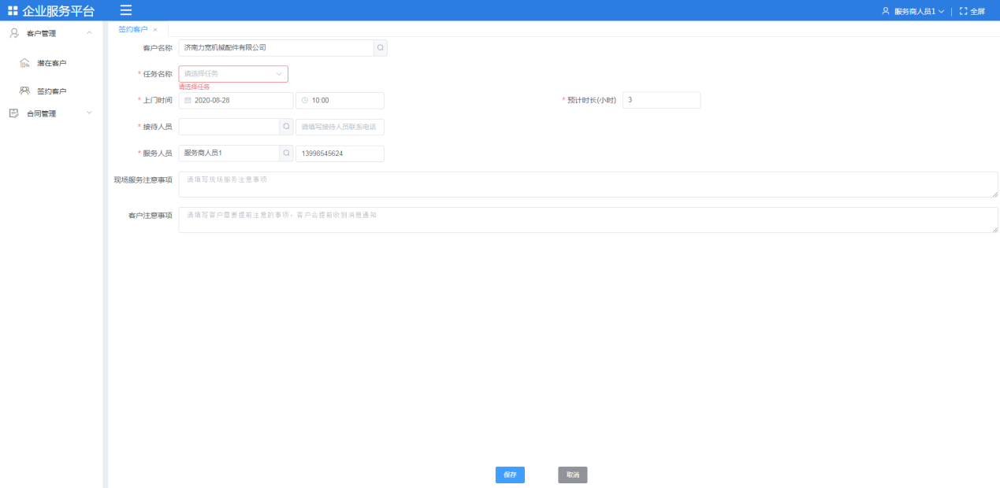 企业服务平台
服务商人员1 | 全屏
客户管理
潜在客户
签约客户
合同管理
签约客户 ×
客户名称 济南力宽机械配件有限公司
* 任务名称 请选择任务
请选择任务
* 上门时间 2020-08-28 10:00 * 预计时长(小时) 3
* 接待人员 请填写接待人员联系电话
* 服务人员 服务商人员1 13998545624
现场服务注意事项 请填写现场服务注意事项
客户注意事项 请填写客户需要提前注意的事项，客户会提前收到消息通知
保存 取消